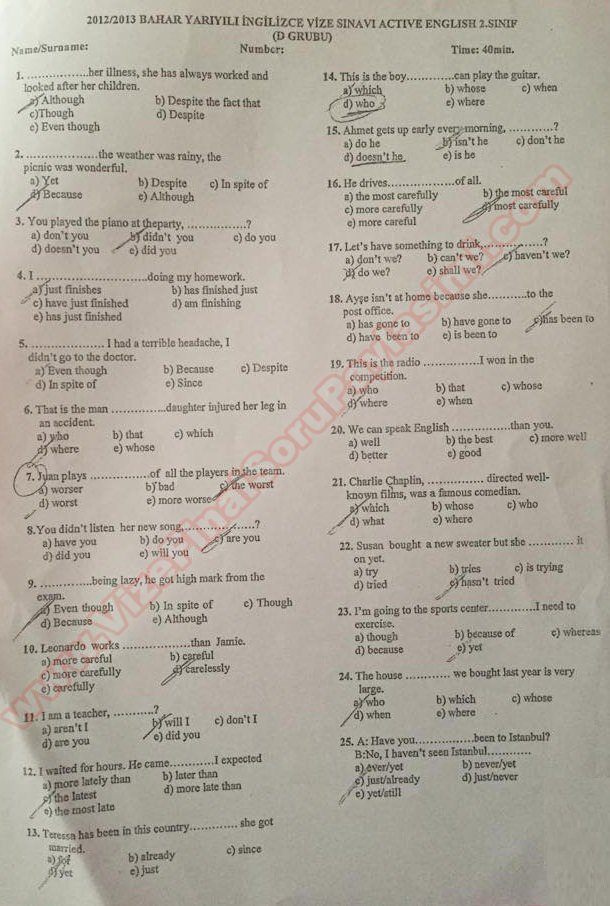 2012/2013 BAHAR YARIYILI İNGİLİZCE VİZE SINAVI ACTIVE ENGLISH 2.SINIF
(D GRUBU)
Name/Surname: Number: Time: 40min.
1. ..................her illness, she has always worked and
looked after her children.
a) Although b) Despite the fact that
c)Though d) Despite
e) Even though
2. .....................the weather was rainy, the
picnic was wonderful.
a) Yet b) Despite c) In spite of
d) Because e) Although
3. You played the piano at theparty, .................?
a) don't you b) didn't you c) do you
d) doesn't you e) did you
4. I ................................doing my homework.
a) just finishes b) has finished just
c) have just finished d) am finishing
e) has just finished
5. .................... I had a terrible headache, I
didn't go to the doctor.
a) Even though b) Because c) Despite
d) In spite of e) Since
6. That is the man ................daughter injured her leg in
an accident.
a) who b) that c) which
d) where e) whose
7. Juan plays .................of all the players in the team.
a) worser b) bad c) the worst
d) worst e) more worse
8.You didn't listen her new song,.....................?
a) have you b) do you c) are you
d) did you e) will you
9. ...............being lazy, he got high mark from the
exam.
a) Even though b) In spite of c) Though
d) Because e) Although
10. Leonardo works ....................than Jamie.
a) more careful b) careful
c) more carefully d) carelessly
e) carefully
11. I am a teacher, ...........?
a) aren't I b) will I c) don't I
d) are you e) did you
12. I waited for hours. He came............I expected
a) more lately than b) later than
c) the latest d) more late than
e) the most late
13. Teressa has been in this country.............. she got
married.
a) for b) already c) since
d) yet e) just
14. This is the boy..............can play the guitar.
a) which b) whose c) when
d) who e) where
15. Ahmet gets up early every morning, ............?
a) do he b) isn't he c) don't he
d) doesn't he e) is he
16. He drives...................of all.
a) the most carefully b) the most careful
c) more carefully d) most carefully
e) more careful
17. Let's have something to drink,.................?
a) don't we? b) can't we? c) haven't we?
d) do we? e) shall we?
18. Ayşe isn't at home because she...........to the
post office.
a) has gone to b) have gone to c)has been to
d) have been to e) is been to
19. This is the radio ................I won in the
competition.
a) who b) that c) whose
d) where e) when
20. We can speak English ................than you.
a) well b) the best c) more well
d) better e) good
21. Charlie Chaplin, ............... directed well-
known films, was a famous comedian.
a) which b) whose c) who
d) what e) where
22. Susan bought a new sweater but she ............ it
on yet.
a) try b) tries c) is trying
d) tried e) hasn't tried
23. I'm going to the sports center............I need to
exercise.
a) though b) because of c) whereas
d) because e) yet
24. The house ............ we bought last year is very
large.
a) who b) which c) whose
d) when e) where
25. A: Have you.................been to Istanbul?
B:No, I haven't seen Istanbul............
a) ever/yet b) never/yet
c) just/already d) just/never
e) yet/still
www.VizeFinalSoruPaylasimi.com